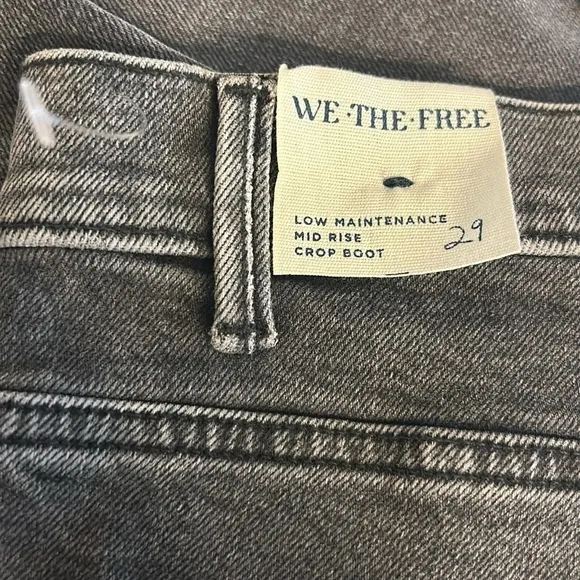 WE·THE·FREE
LOW MAINTENANCE
MID RISE
CROP BOOT
29